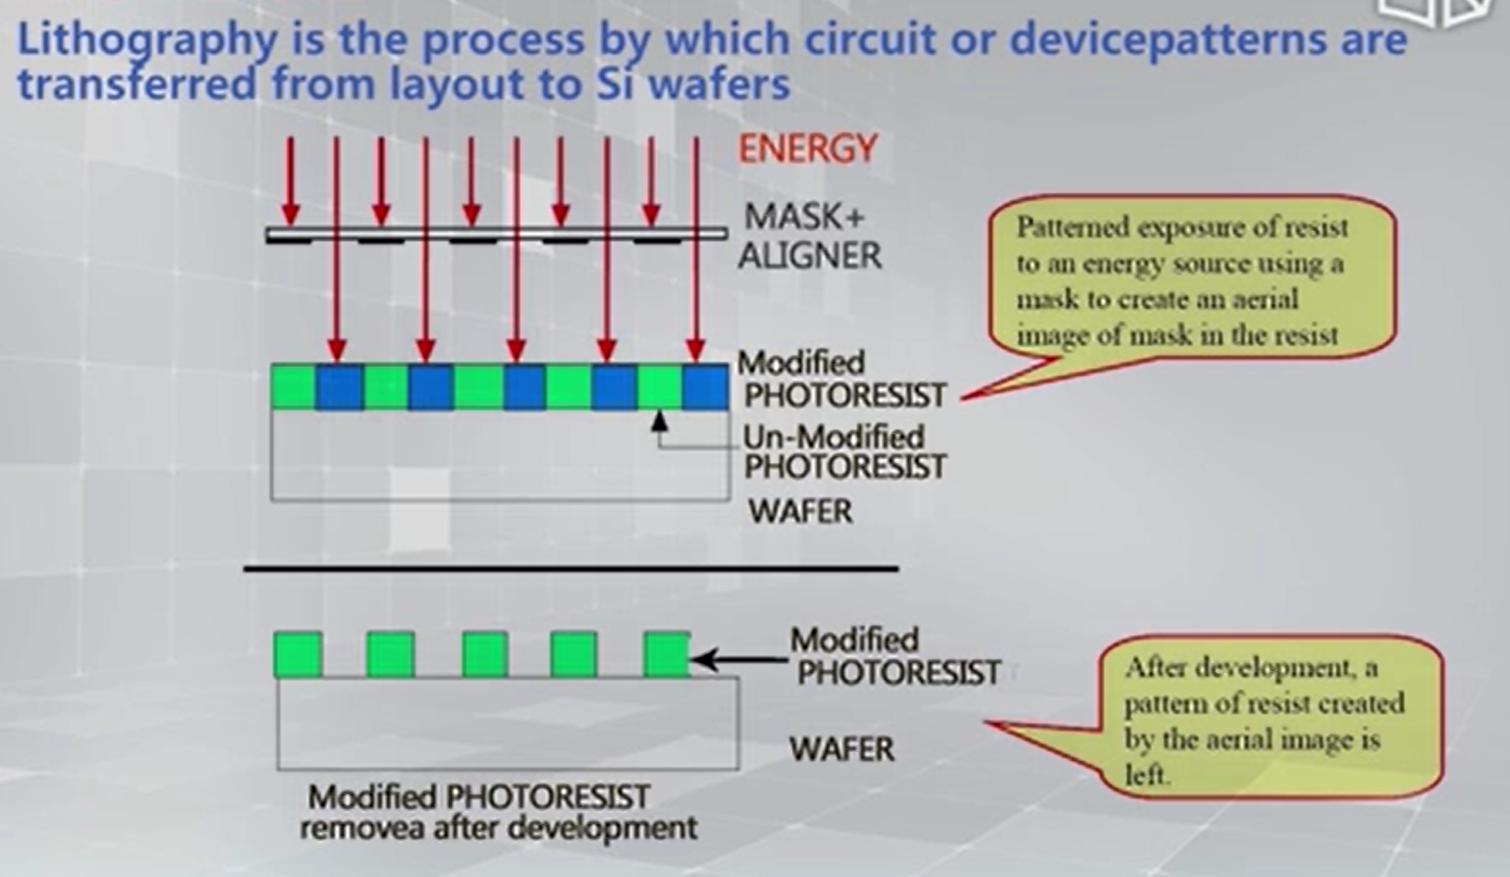 Lithography is the process by which circuit or devicepatterns are
transferred from layout to Si wafers
ENERGY
MASK+
ALIGNER
Patterned exposure of resist
to an energy source using a
mask to create an aerial
image of mask in the resist
Modified
PHOTORESIST
Un-Modified
PHOTORESIST
WAFER
Modified
PHOTORESIST
WAFER
After development, a
pattern of resist created
by the aerial image is
left.
Modified PHOTORESIST
removea after development